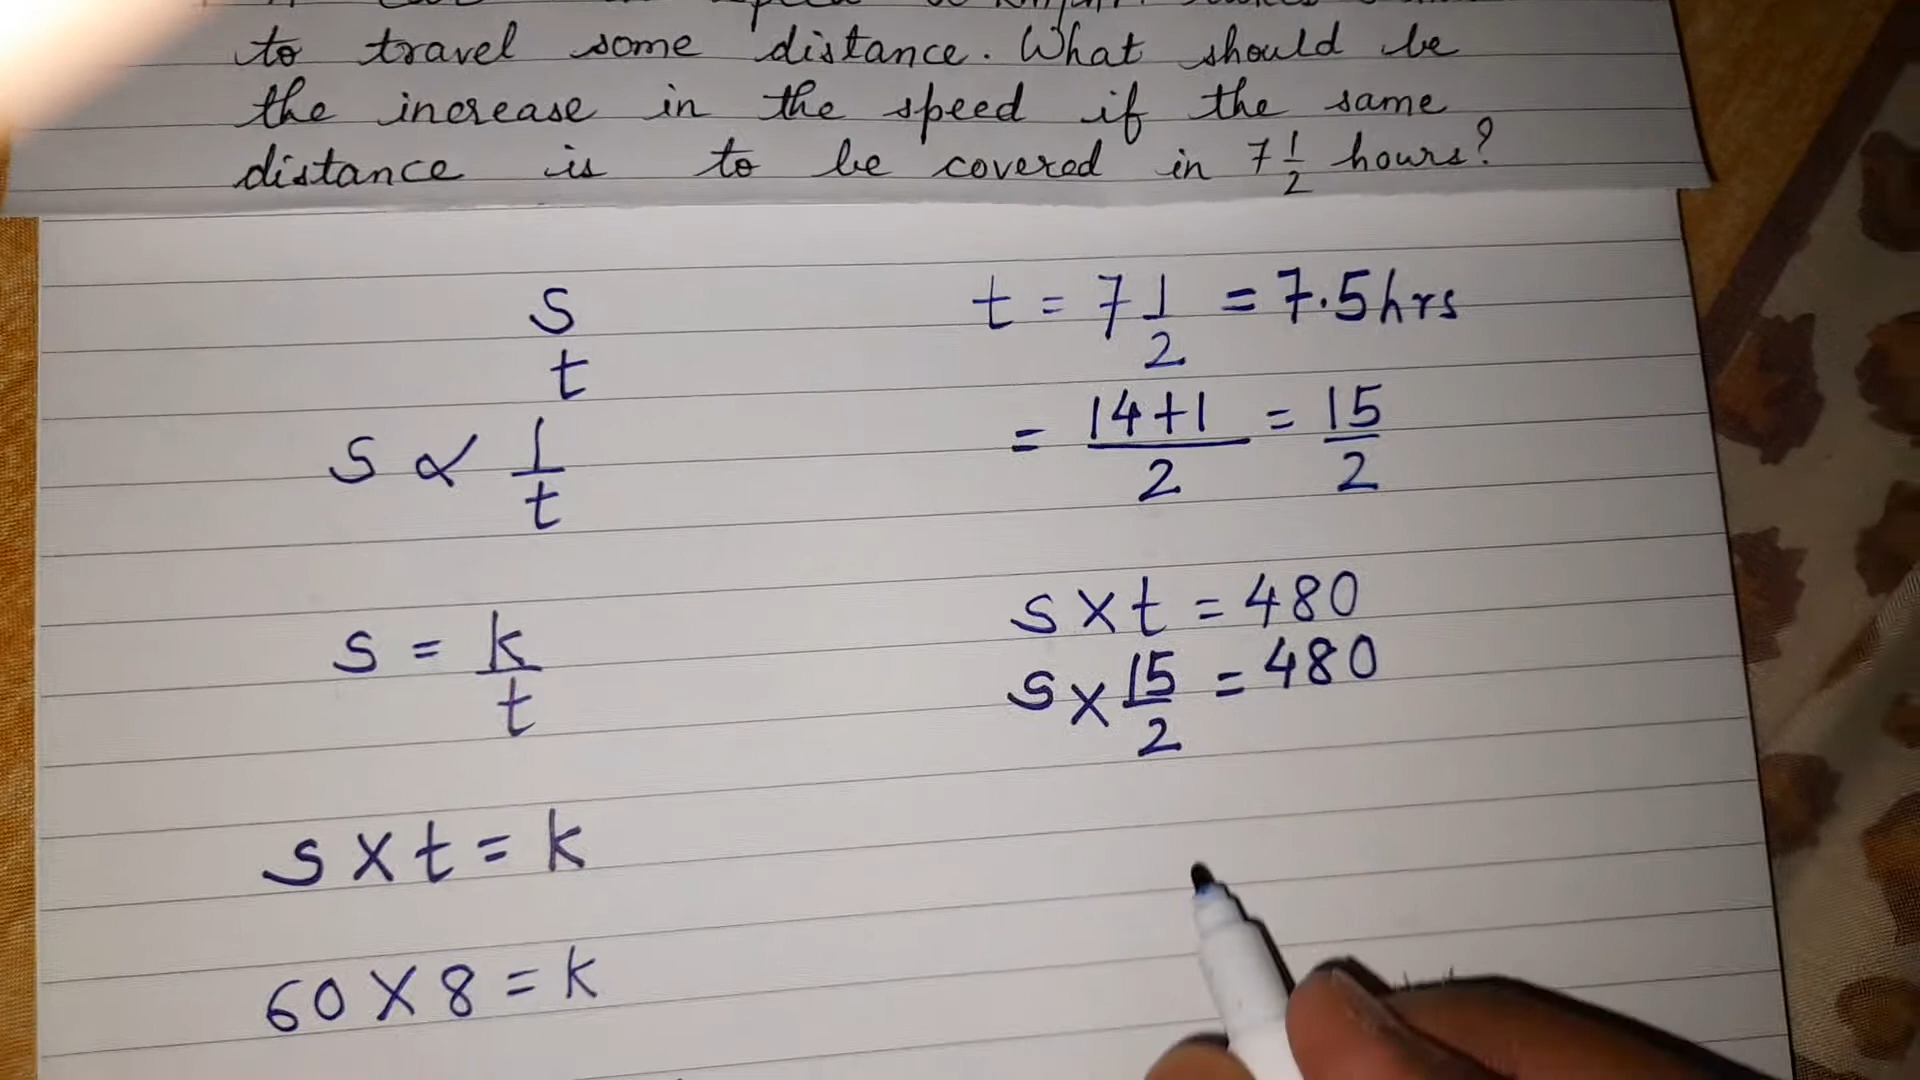 to travel some distance. What should be
the increase in the speed if the same
distance is to be covered in 7 1/2 hours?
s
t
s ∝ 1/t
s = k/t
s × t = k
60 × 8 = k
t = 7 1/2 = 7.5hrs
= 14+1/2 = 15/2
s × t = 480
s × 15/2 = 480